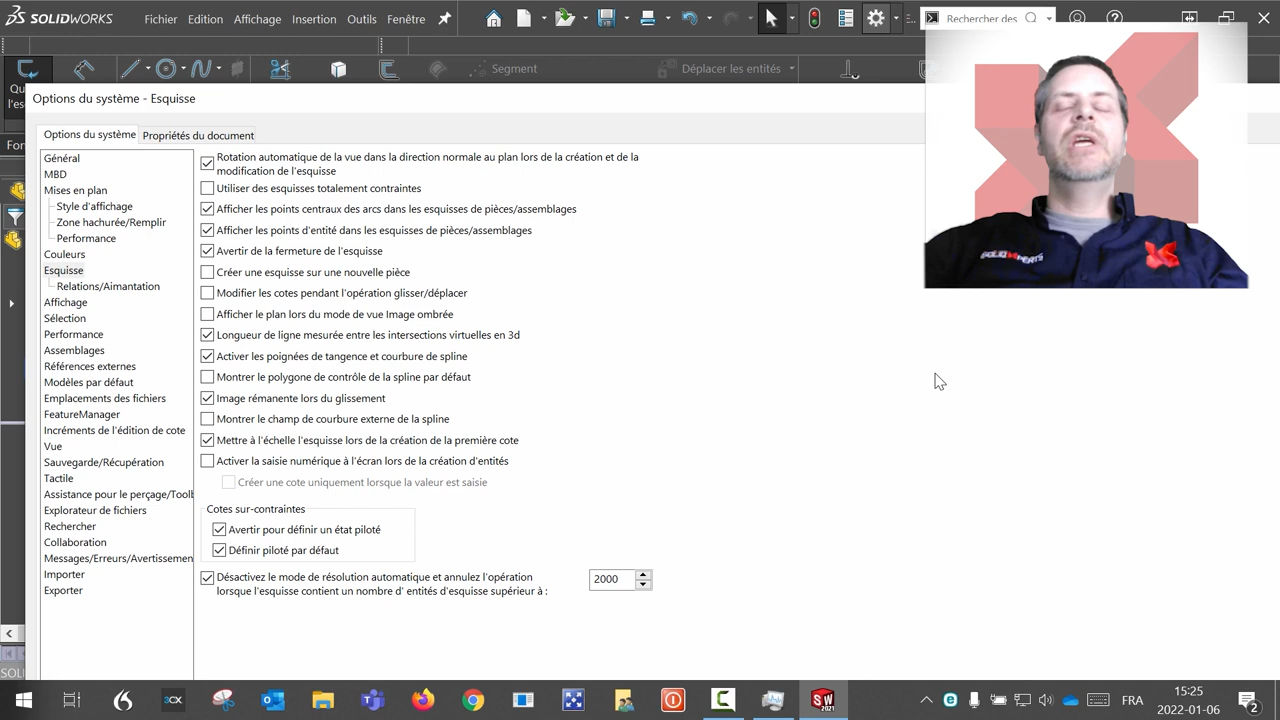 SOLIDWORKS
Fichier Edition Affichage Insertion Outils Fenêtre
Rechercher des
Segment
Déplacer les entités
Qu
l'es
Options du système - Esquisse
Options du système
Propriétés du document
Fon
Général
MBD
Mises en plan
Style d'affichage
Zone hachurée/Remplir
Performance
Couleurs
Esquisse
Relations/Aimantation
Affichage
Sélection
Performance
Assemblages
Références externes
Modèles par défaut
Emplacements des fichiers
FeatureManager
Incréments de l'édition de cote
Vue
Sauvegarde/Récupération
Tactile
Assistance pour le perçage/Toolb
Explorateur de fichiers
Rechercher
Collaboration
Messages/Erreurs/Avertissemen
Importer
Exporter
Rotation automatique de la vue dans la direction normale au plan lors de la création et de la
modification de l'esquisse
Utiliser des esquisses totalement contraintes
Afficher les points centraux des arcs dans les esquisses de pièces/assemblages
Afficher les points d'entité dans les esquisses de pièces/assemblages
Avertir de la fermeture de l'esquisse
Créer une esquisse sur une nouvelle pièce
Modifier les cotes pendant l'opération glisser/déplacer
Afficher le plan lors du mode de vue Image ombrée
Longueur de ligne mesurée entre les intersections virtuelles en 3d
Activer les poignées de tangence et courbure de spline
Montrer le polygone de contrôle de la spline par défaut
Image rémanente lors du glissement
Montrer le champ de courbure externe de la spline
Mettre à l'échelle l'esquisse lors de la création de la première cote
Activer la saisie numérique à l'écran lors de la création d'entités
Créer une cote uniquement lorsque la valeur est saisie
Cotes sur-contraintes
Avertir pour définir un état piloté
Définir piloté par défaut
Désactivez le mode de résolution automatique et annulez l'opération
lorsque l'esquisse contient un nombre d' entités d'esquisse supérieur à :
2000
SOLIDXPERTS
SOLI
3CX
SW
2021
FRA
15:25
2022-01-06
2